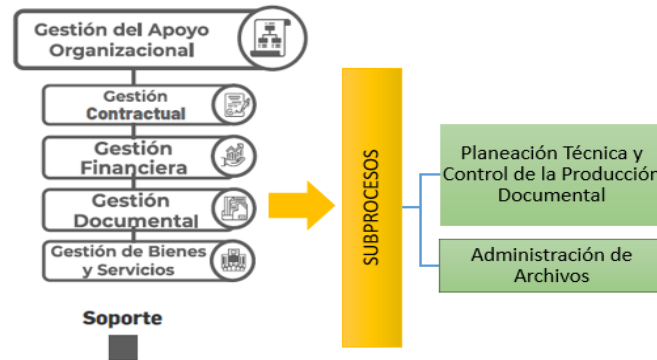 Gestión del Apoyo
Organizacional
Gestión
Contractual
Gestión
Financiera
Gestión
Documental
Gestión de Bienes
y Servicios
Soporte
SUBPROCESOS
Planeación Técnica y
Control de la Producción
Documental
Administración de
Archivos